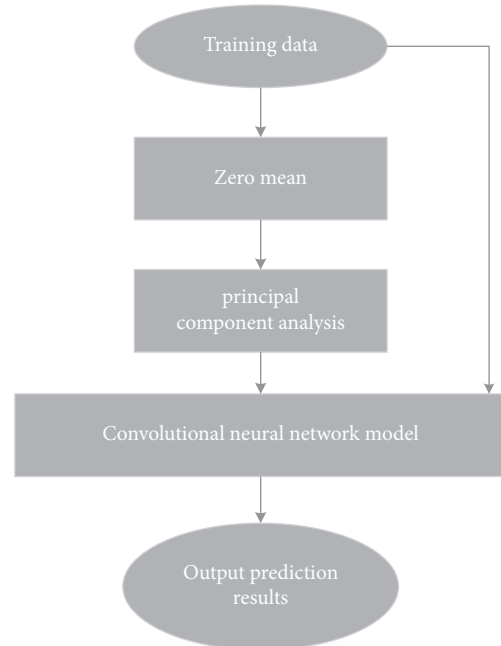 Training data
Zero mean
principal
component analysis
Convolutional neural network model
Output prediction
results